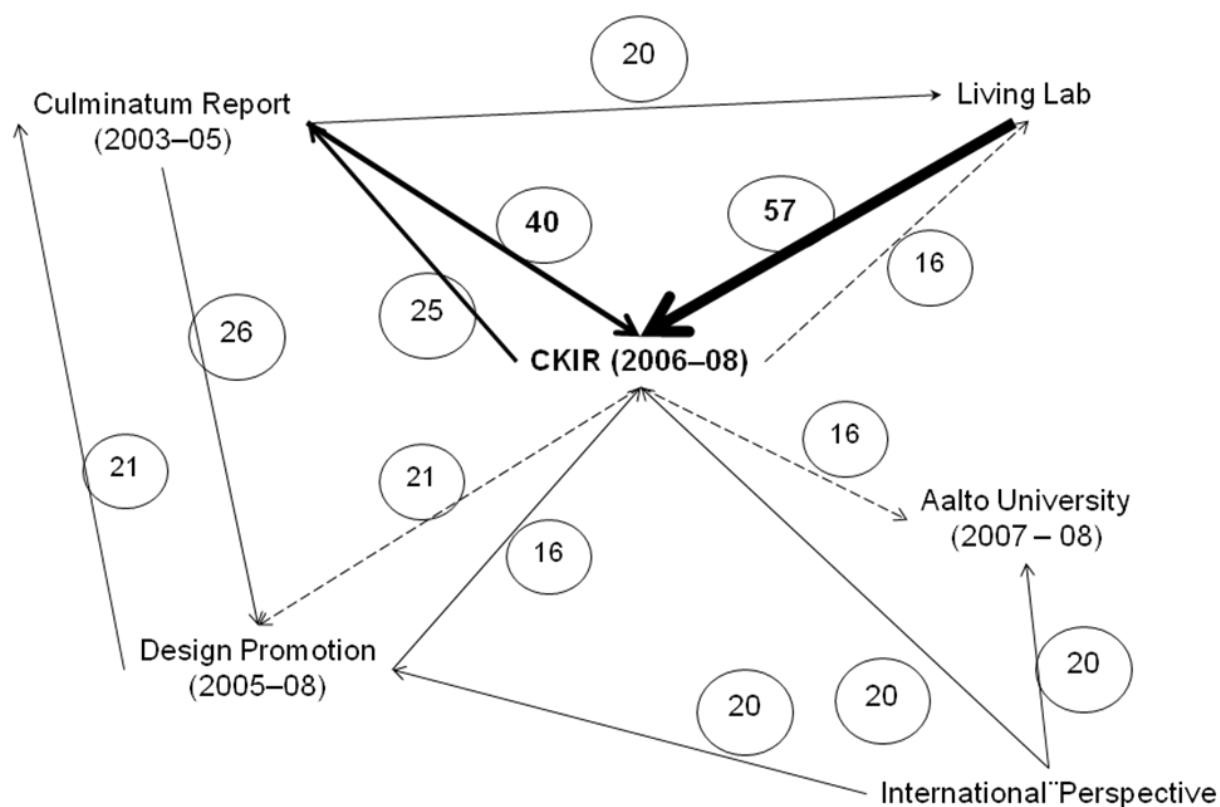 20
Culminatum Report
(2003–05)
Living Lab
40
57
16
25
26
CKIR (2006–08)
16
21
21
16
Aalto University
(2007 – 08)
Design Promotion
(2005–08)
20
20
20
International¨Perspective